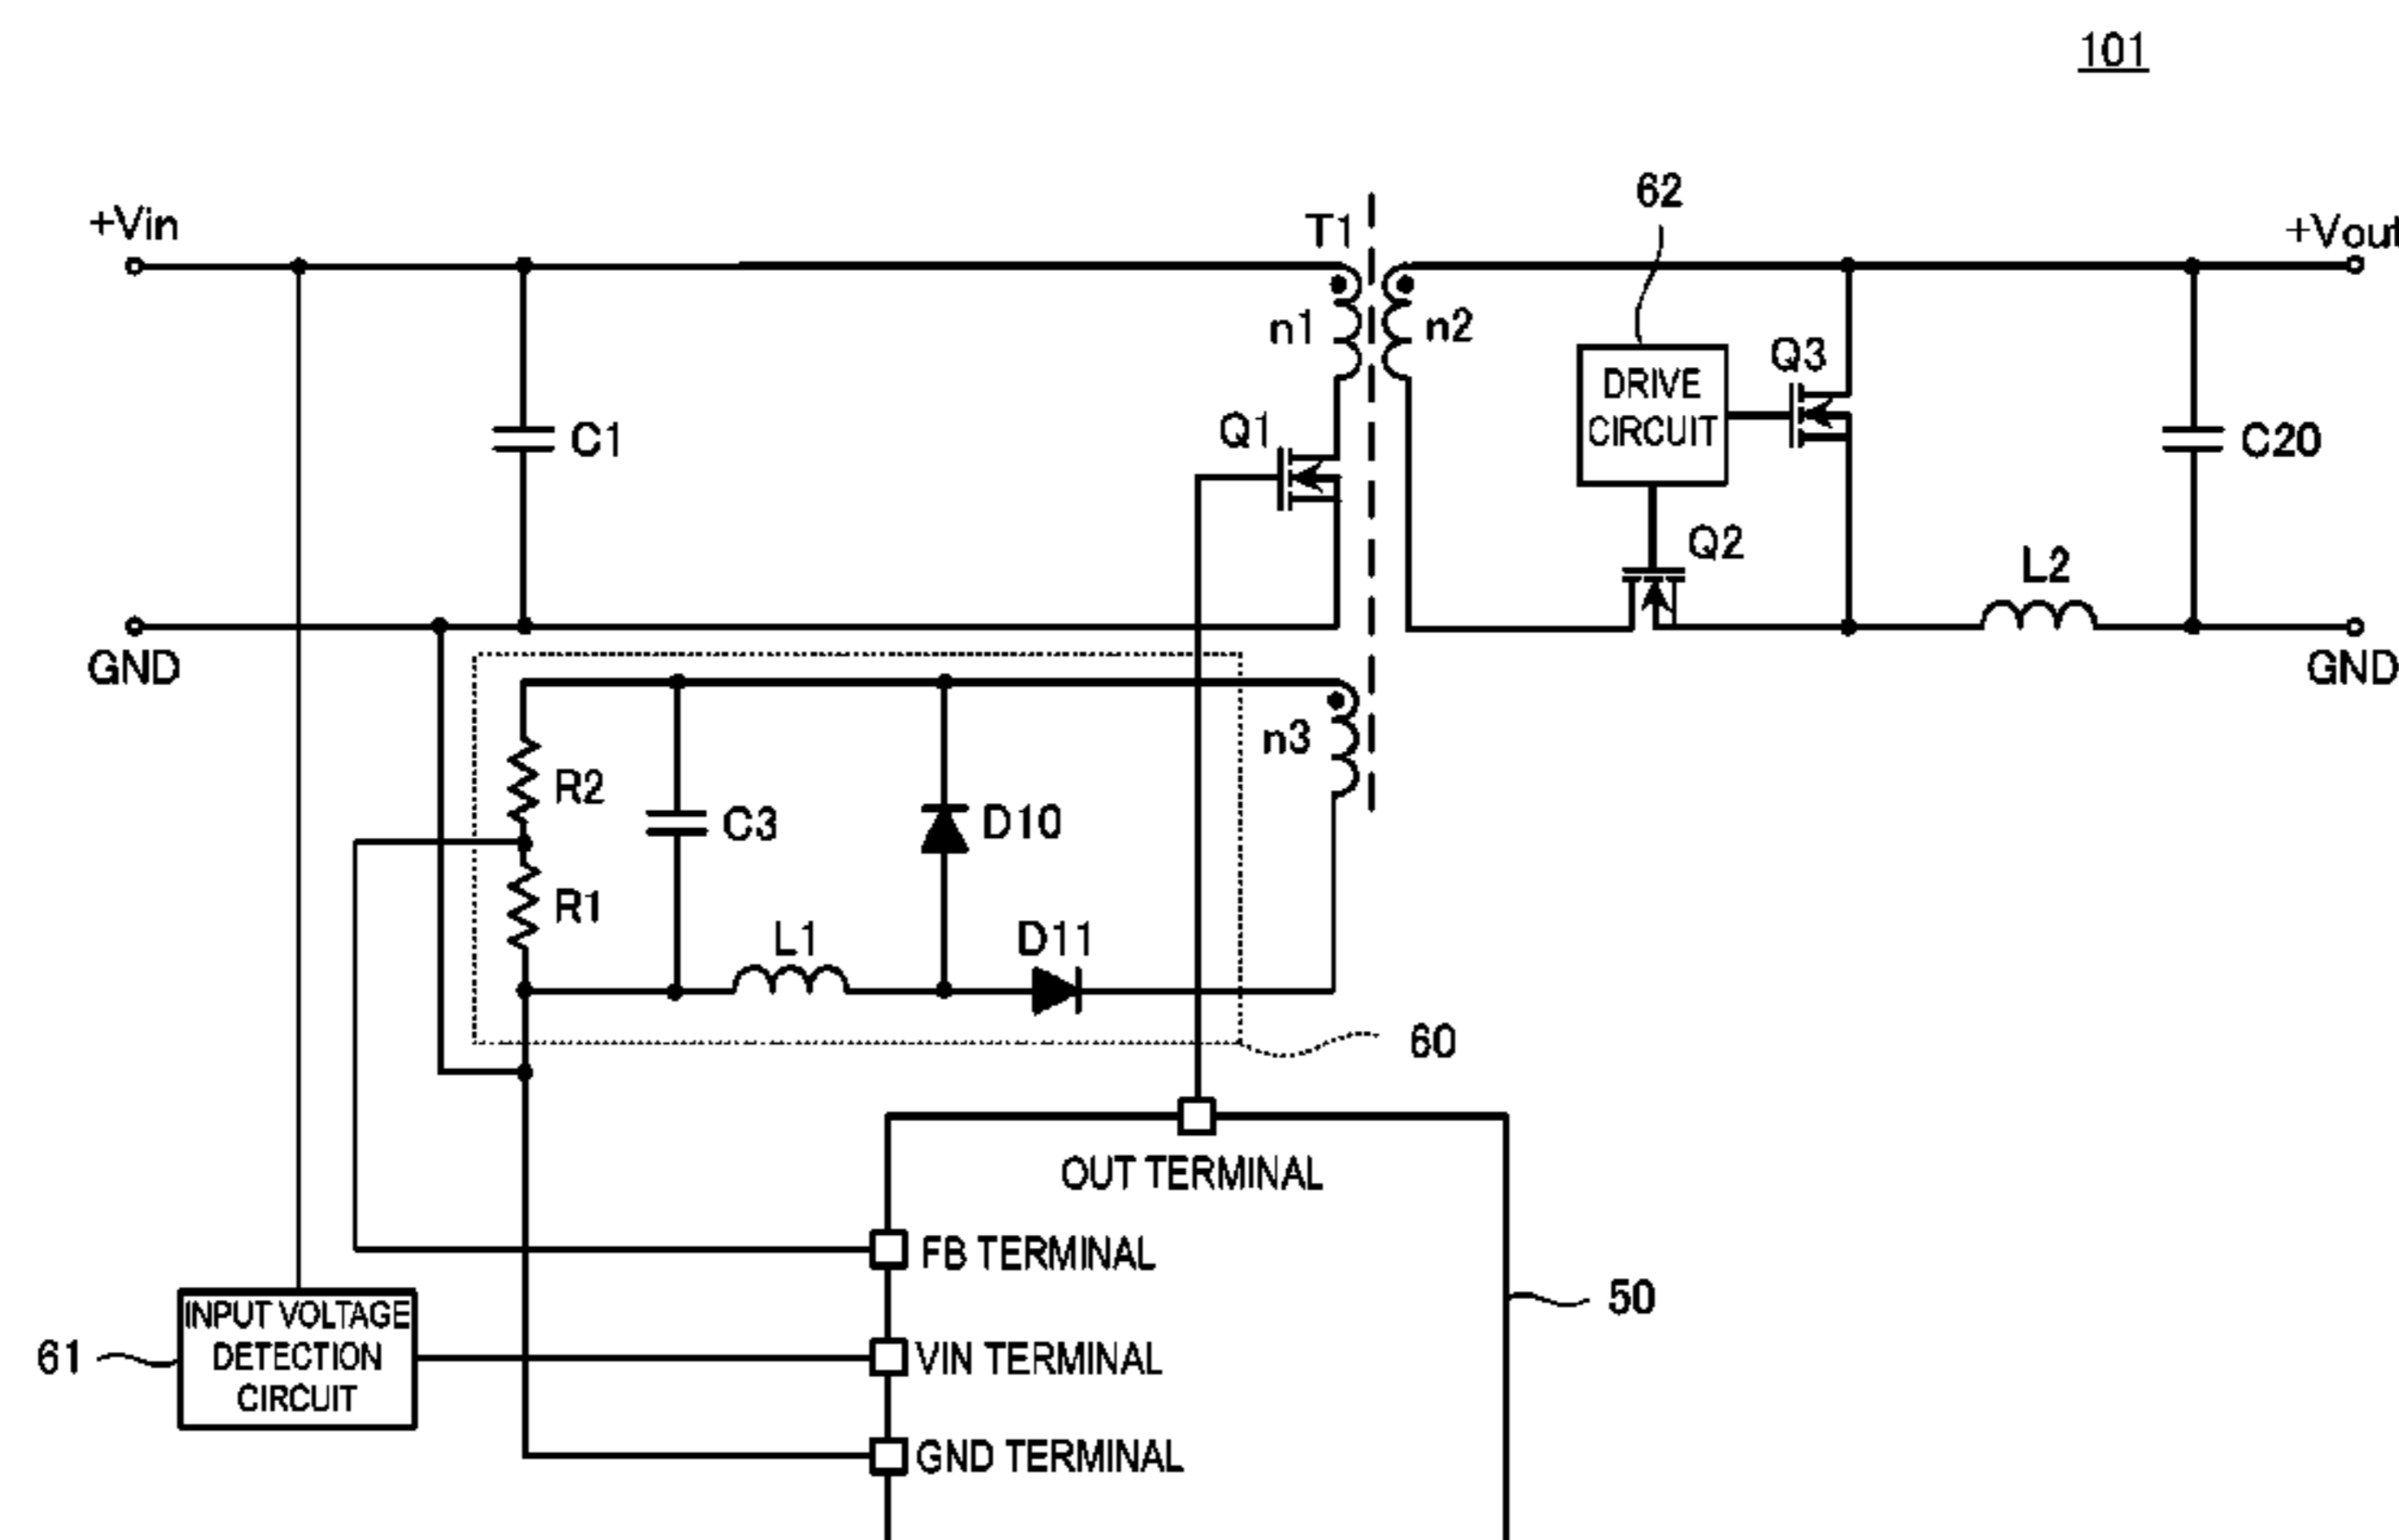 101
62
+Vin
T1
+Vout
n1
n2
Q3
DRIVE
CIRCUIT
Q1
C1
C20
Q2
L2
GND
GND
n3
R2
C3
D10
R1
L1
D11
60
OUT TERMINAL
FB TERMINAL
50
INPUT VOLTAGE
DETECTION
CIRCUIT
61
VIN TERMINAL
GND TERMINAL